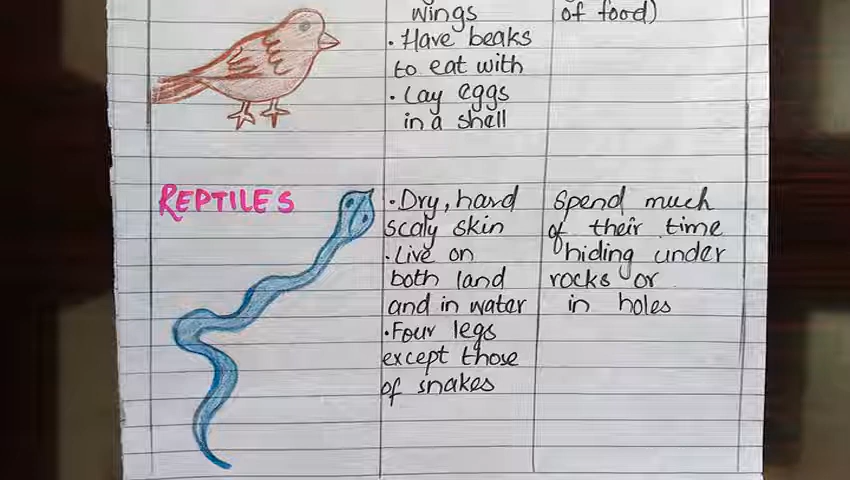 wings
of food)
· Have beaks
to eat with
· Lay eggs
in a shell
REPTILES
· Dry, hard
scaly skin
· Live on
both land
and in water
· Four legs
except those
of snakes
Spend much
of their time
hiding under
rocks or
in holes